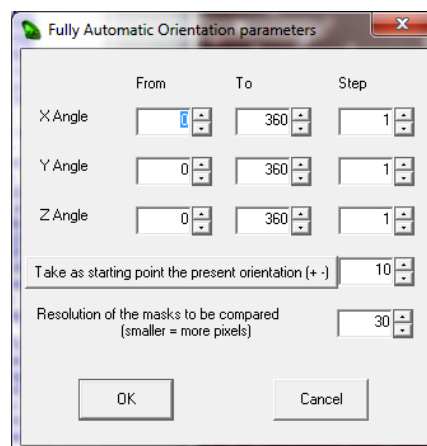 Fully Automatic Orientation parameters
From To Step
X Angle 0 360 1
Y Angle 0 360 1
Z Angle 0 360 1
Take as starting point the present orientation (+ -) 10
Resolution of the masks to be compared 30
(smaller = more pixels)
OK Cancel